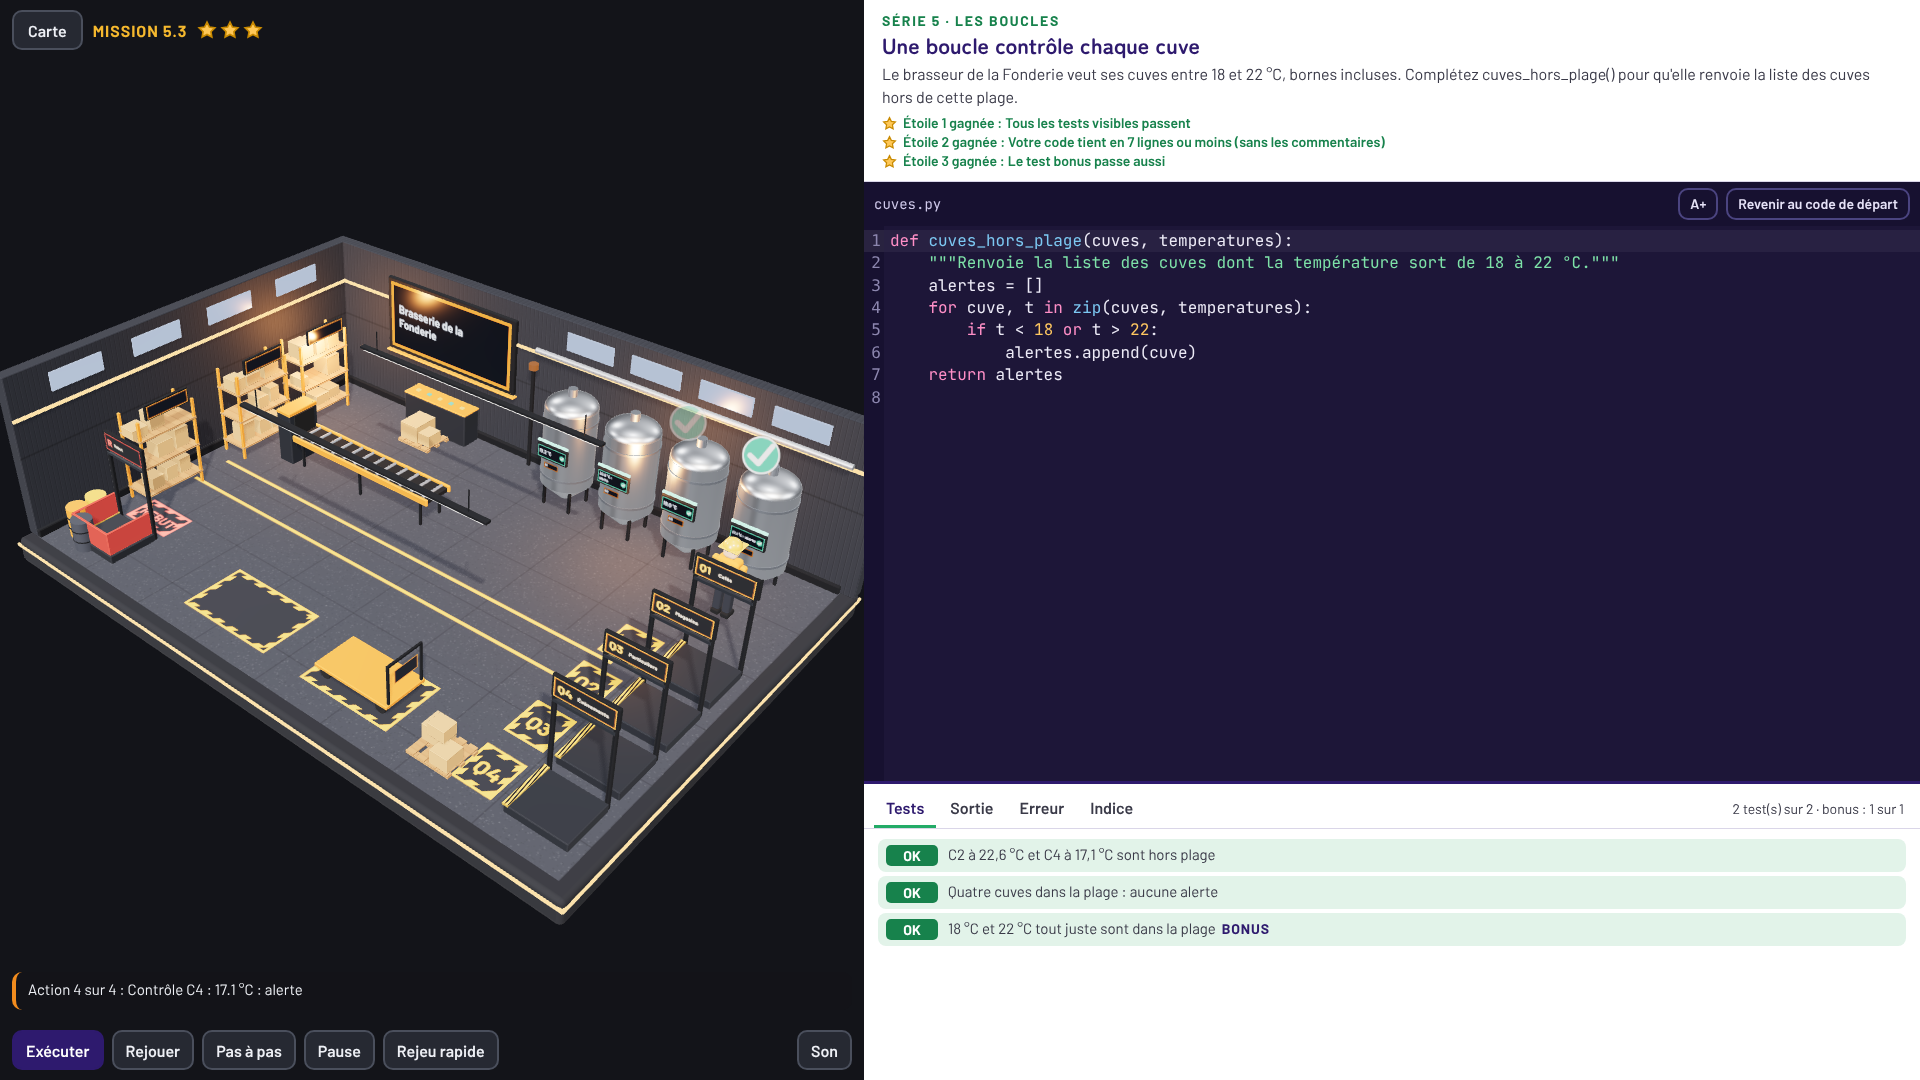 Carte
MISSION 5.3
Brasserie de la
Fonderie
01
02
03
04
03
04
Action 4 sur 4 : Contrôle C4 : 17.1 °C : alerte
Exécuter
Rejouer
Pas à pas
Pause
Rejeu rapide
Son
SÉRIE 5 · LES BOUCLES
Une boucle contrôle chaque cuve
Le brasseur de la Fonderie veut ses cuves entre 18 et 22 °C, bornes incluses. Complétez cuves_hors_plage() pour qu'elle renvoie la liste des cuves
hors de cette plage.
Étoile 1 gagnée : Tous les tests visibles passent
Étoile 2 gagnée : Votre code tient en 7 lignes ou moins (sans les commentaires)
Étoile 3 gagnée : Le test bonus passe aussi
cuves.py
A+
Revenir au code de départ
1 def cuves_hors_plage(cuves, temperatures):
2     """Renvoie la liste des cuves dont la température sort de 18 à 22 °C."""
3     alertes = []
4     for cuve, t in zip(cuves, temperatures):
5         if t < 18 or t > 22:
6             alertes.append(cuve)
7     return alertes
8
Tests
Sortie
Erreur
Indice
2 test(s) sur 2 · bonus : 1 sur 1
OK C2 à 22,6 °C et C4 à 17,1 °C sont hors plage
OK Quatre cuves dans la plage : aucune alerte
OK 18 °C et 22 °C tout juste sont dans la plage BONUS